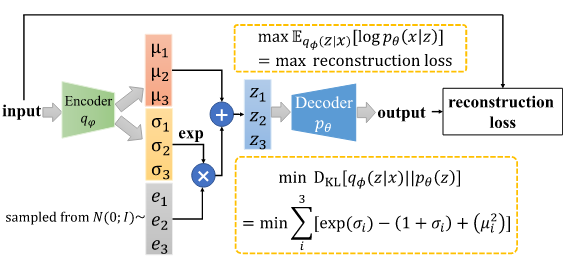 max 𝔼_{qϕ(z|x)}[log p_θ(x|z)]
= max reconstruction loss
input
Encoder
q_φ
μ₁
μ₂
μ₃
σ₁
σ₂
σ₃
exp
+
×
z₁
z₂
z₃
Decoder
p_θ
output
reconstruction
loss
sampled from N(0; I)~
e₁
e₂
e₃
min D_KL[q_ϕ(z|x)||p_θ(z)]
= min ∑_i^3 [exp(σ_i) − (1 + σ_i) + (μ_i^2)]